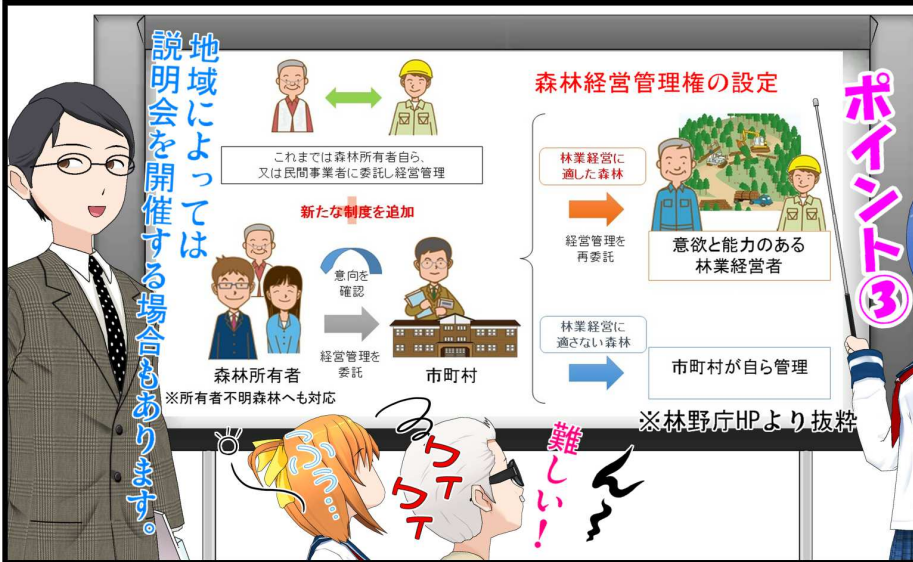 ポイント③
森林経営管理権の設定
これまでは森林所有者自ら、
又は民間事業者に委託し経営管理
新たな制度を追加
意向を
確認
経営管理を
委託
森林所有者
市町村
※所有者不明森林へも対応
林業経営に
適した森林
経営管理を
再委託
意欲と能力のある
林業経営者
林業経営に
適さない森林
市町村が自ら管理
※林野庁HPより抜粋
地域によっては
説明会を開催する場合もあります。
ん~
難しい!
ワイ
ワイ
ふぅ…